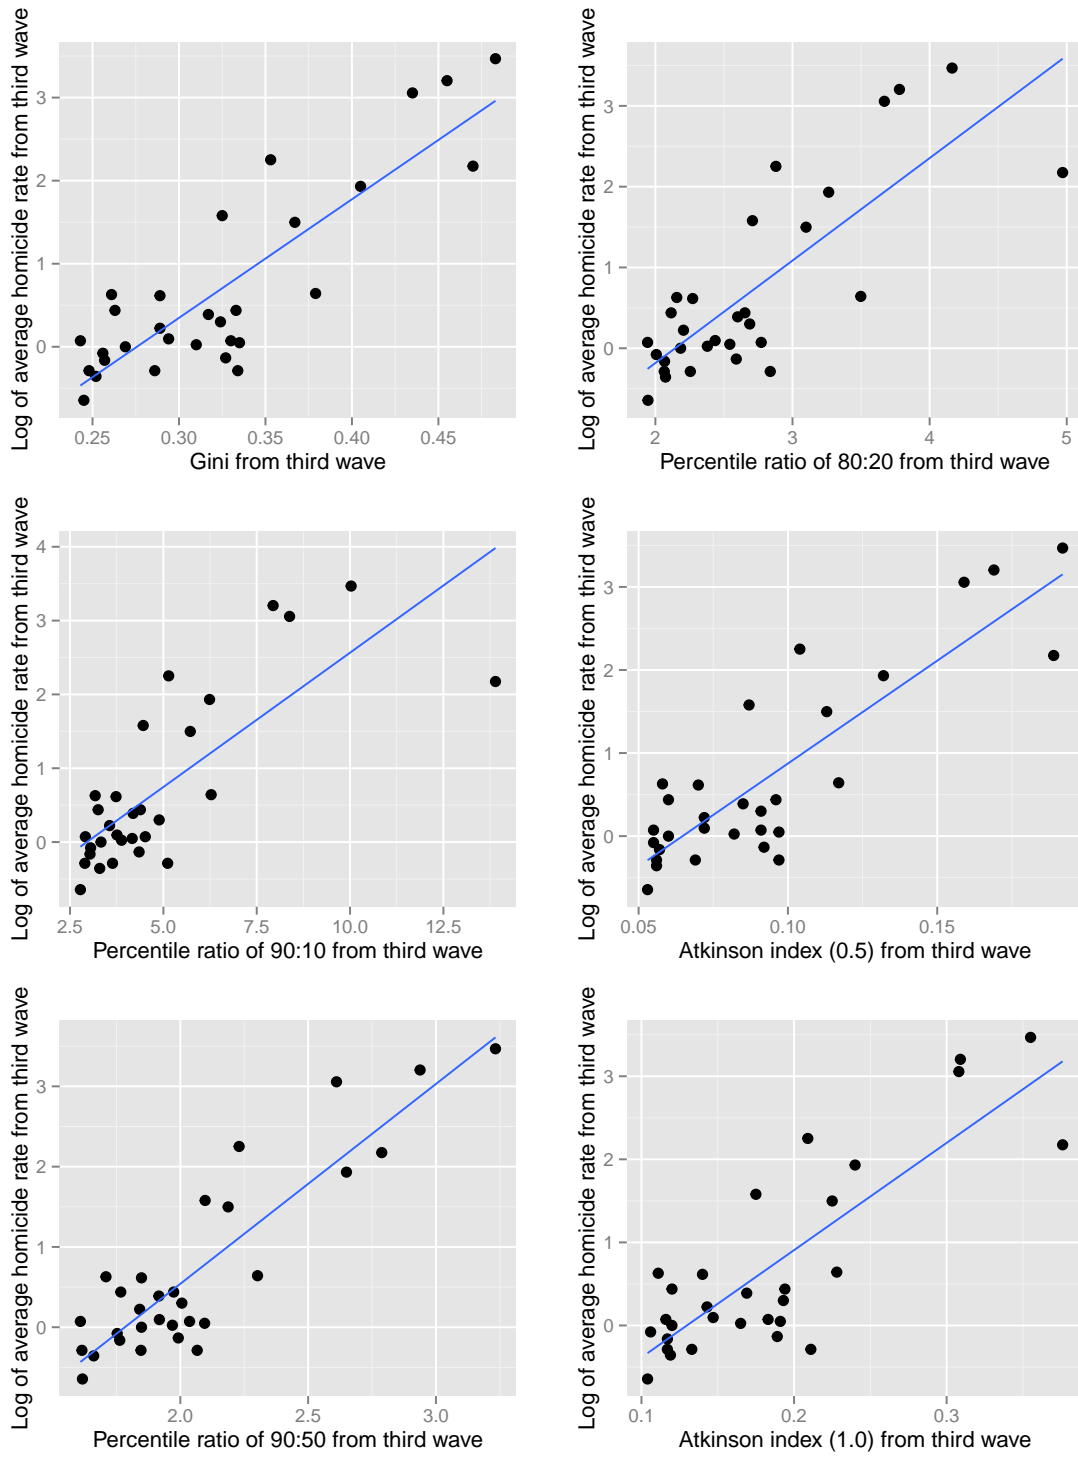 Log of average homicide rate from third wave
3
2
1
0
0.25 0.30 0.35 0.40 0.45
Gini from third wave
Log of average homicide rate from third wave
3
2
1
0
2 3 4 5
Percentile ratio of 80:20 from third wave
Log of average homicide rate from third wave
4
3
2
1
0
2.5 5.0 7.5 10.0 12.5
Percentile ratio of 90:10 from third wave
Log of average homicide rate from third wave
3
2
1
0
0.05 0.10 0.15
Atkinson index (0.5) from third wave
Log of average homicide rate from third wave
3
2
1
0
2.0 2.5 3.0
Percentile ratio of 90:50 from third wave
Log of average homicide rate from third wave
3
2
1
0
0.1 0.2 0.3
Atkinson index (1.0) from third wave